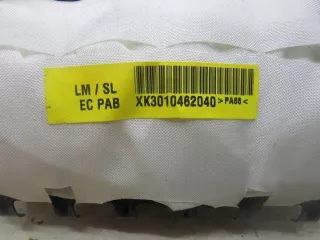 LM / SL
EC PAB
XK3010462040 >PA66<